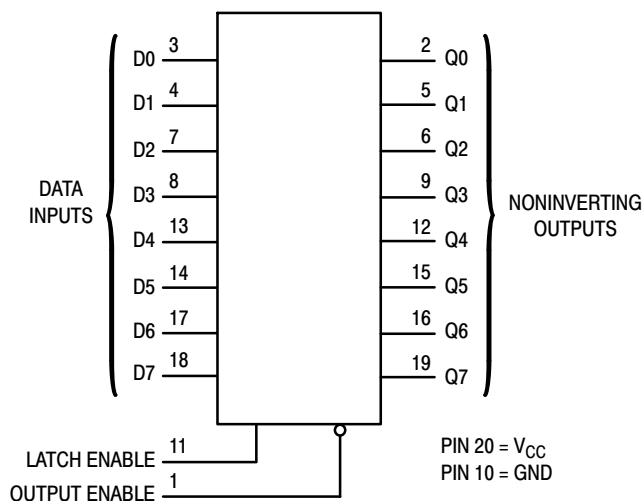 D0 3 2 Q0
D1 4 5 Q1
D2 7 6 Q2
D3 8 9 Q3
D4 13 12 Q4
D5 14 15 Q5
D6 17 16 Q6
D7 18 19 Q7
DATA
INPUTS
NONINVERTING
OUTPUTS
LATCH ENABLE 11
OUTPUT ENABLE 1
PIN 20 = VCC
PIN 10 = GND